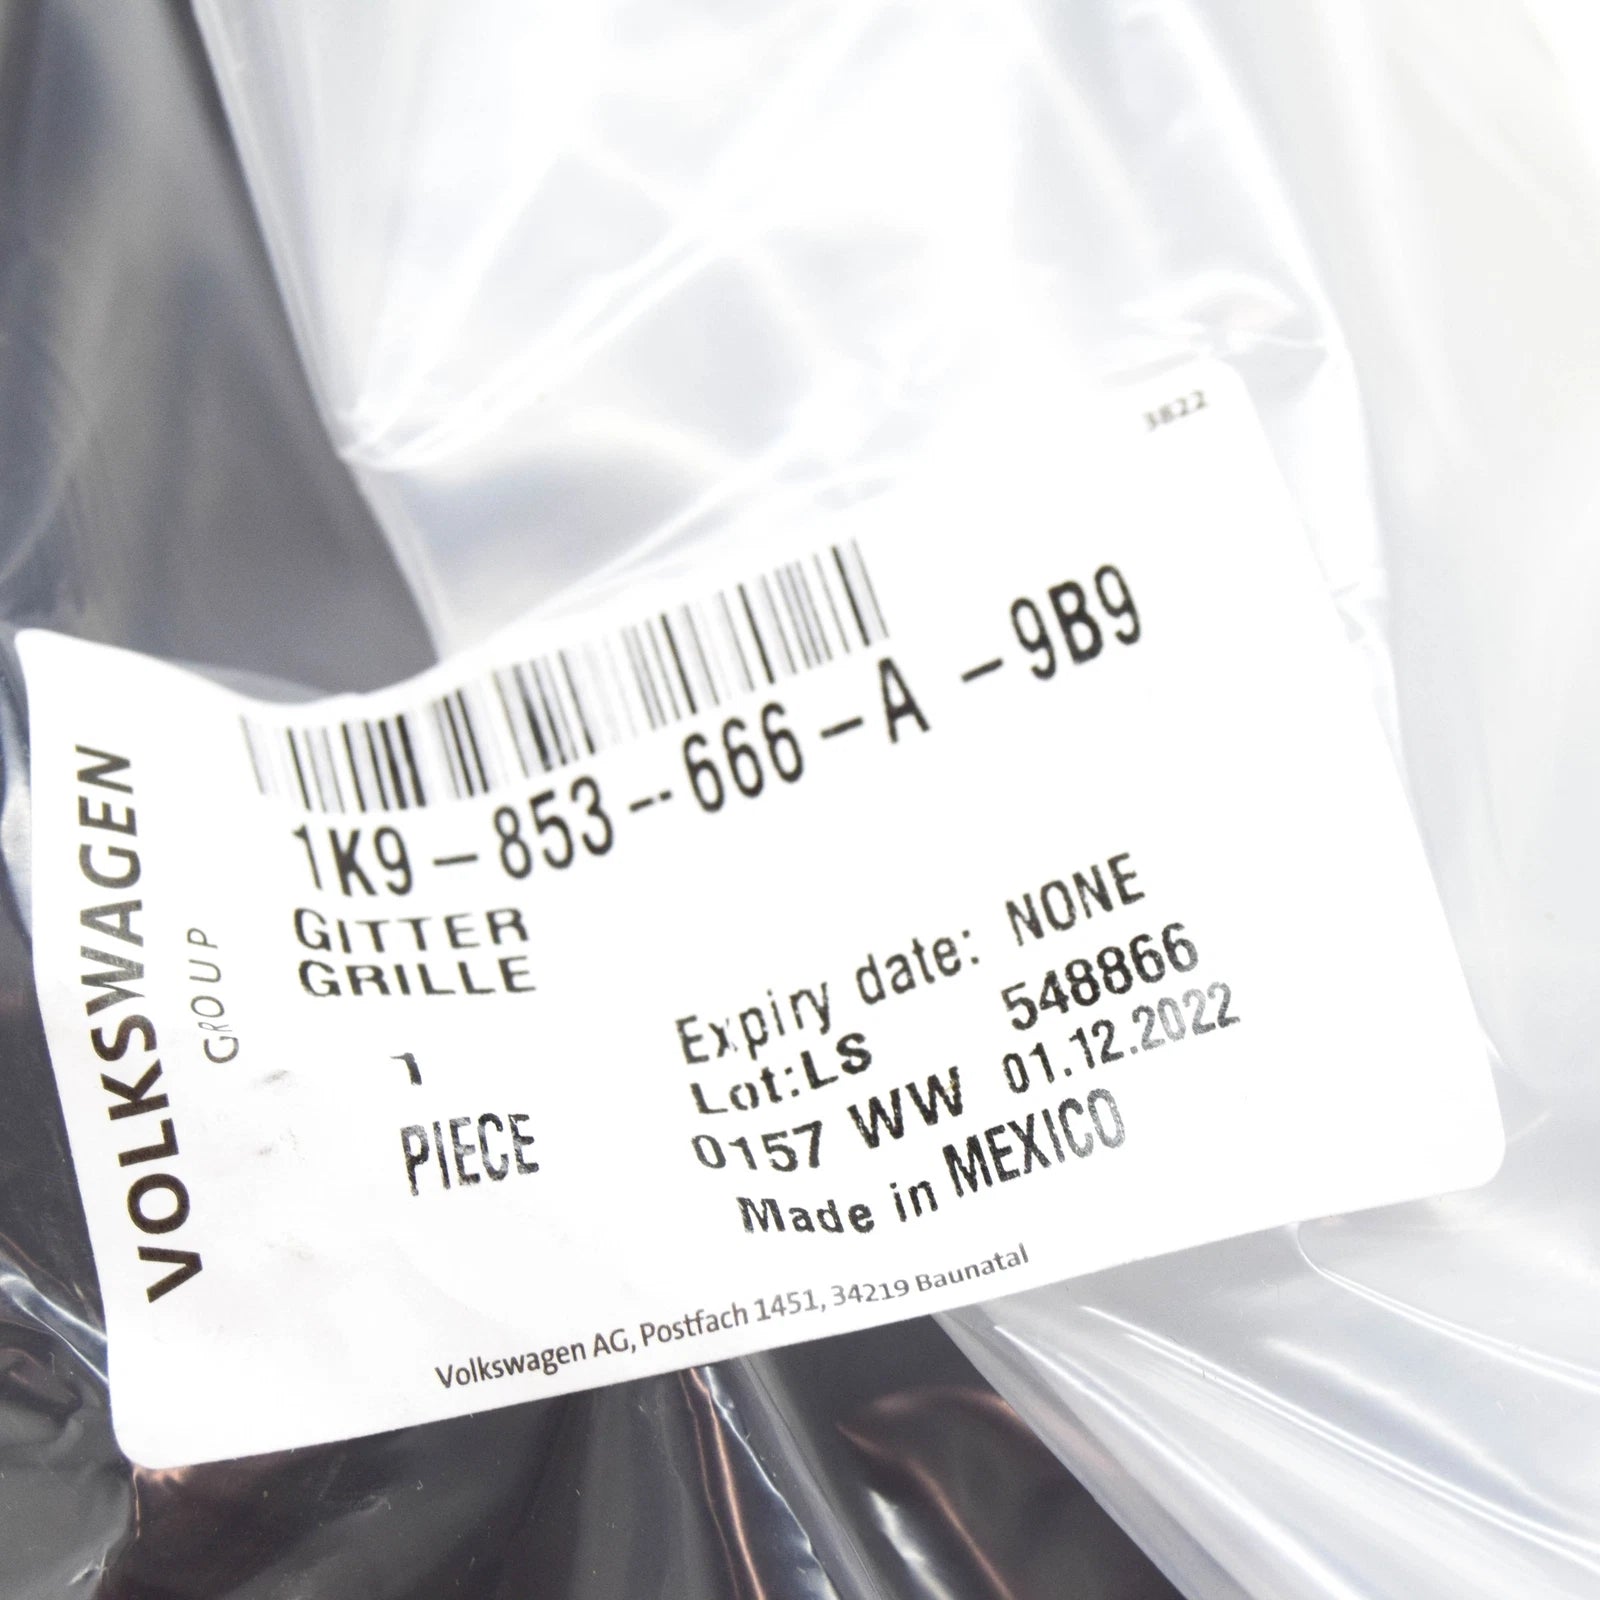 3822
1K9-853--666-A -9B9
GITTER
GRILLE
1
PIECE
Expiry date: NONE
Lot:LS 548866
0157 WW 01.12.2022
Made in MEXICO
VOLKSWAGEN
GROUP
Volkswagen AG, Postfach 1451, 34219 Baunatal